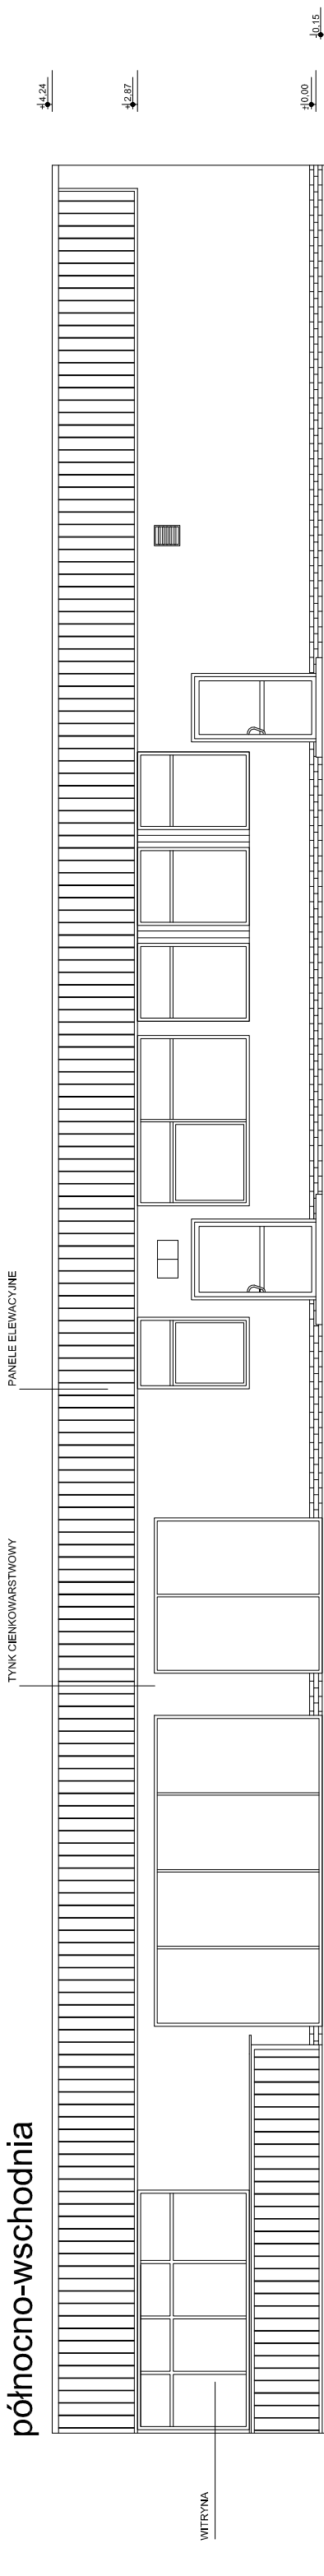 północno-wschodnia
TYNK CIENKOWARSTWOWY
PANELE ELEWACYJNE
WITRYNA
+4.24
+2.87
±0.00
-0.15